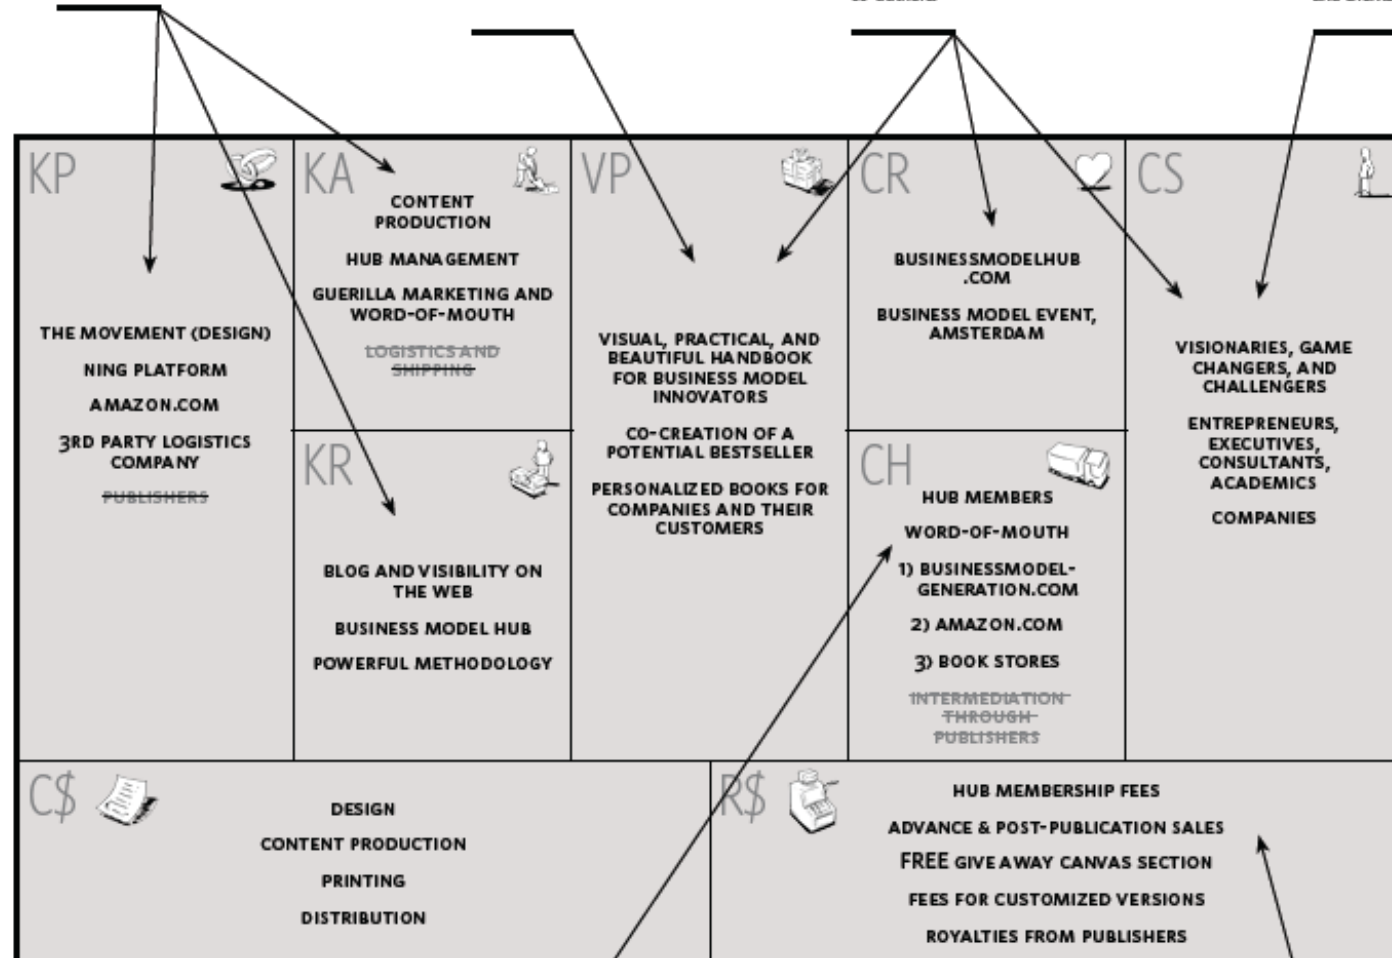 KP
THE MOVEMENT (DESIGN)
NING PLATFORM
AMAZON.COM
3RD PARTY LOGISTICS
COMPANY
PUBLISHERS
KA
CONTENT
PRODUCTION
HUB MANAGEMENT
GUERILLA MARKETING AND
WORD-OF-MOUTH
LOGISTICS AND
SHIPPING
KR
BLOG AND VISIBILITY ON
THE WEB
BUSINESS MODEL HUB
POWERFUL METHODOLOGY
VP
VISUAL, PRACTICAL, AND
BEAUTIFUL HANDBOOK
FOR BUSINESS MODEL
INNOVATORS
CO-CREATION OF A
POTENTIAL BESTSELLER
PERSONALIZED BOOKS FOR
COMPANIES AND THEIR
CUSTOMERS
CR
BUSINESSMODELHUB
.COM
BUSINESS MODEL EVENT,
AMSTERDAM
CH
HUB MEMBERS
WORD-OF-MOUTH
1) BUSINESSMODEL-
GENERATION.COM
2) AMAZON.COM
3) BOOK STORES
INTERMEDIATION
THROUGH
PUBLISHERS
CS
VISIONARIES, GAME
CHANGERS, AND
CHALLENGERS
ENTREPRENEURS,
EXECUTIVES,
CONSULTANTS,
ACADEMICS
COMPANIES
C$
DESIGN
CONTENT PRODUCTION
PRINTING
DISTRIBUTION
R$
HUB MEMBERSHIP FEES
ADVANCE & POST-PUBLICATION SALES
FREE GIVE AWAY CANVAS SECTION
FEES FOR CUSTOMIZED VERSIONS
ROYALTIES FROM PUBLISHERS